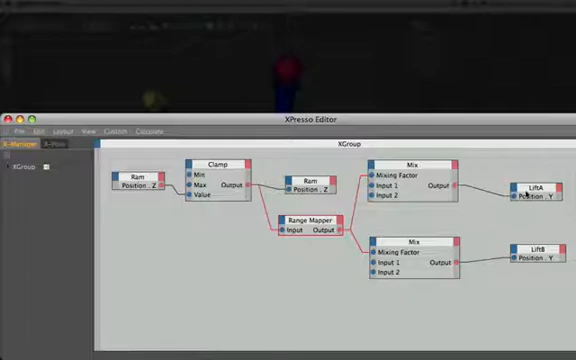 XPresso Editor
File Edit Layout View Custom Calculate
X-Manager X-Pool
XGroup
XGroup
Ram
Position . Z
Clamp
Min
Max Output
Value
Ram
Position . Z
Range Mapper
Input Output
Mix
Mixing Factor
Input 1 Output
Input 2
LiftA
Position . Y
Mix
Mixing Factor
Input 1 Output
Input 2
LiftB
Position . Y